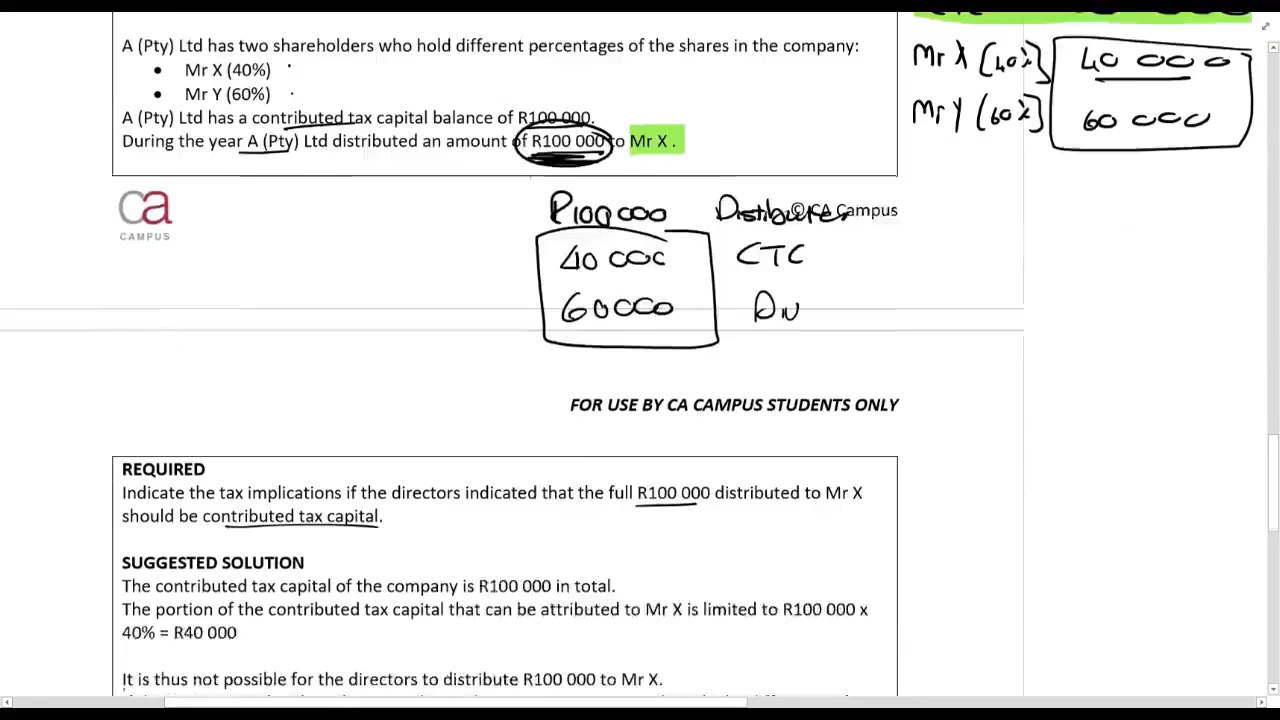 A (Pty) Ltd has two shareholders who hold different percentages of the shares in the company:
• Mr X (40%)
• Mr Y (60%)
A (Pty) Ltd has a contributed tax capital balance of R100 000.
During the year A (Pty) Ltd distributed an amount of R100 000 to Mr X .
Mr X (40%) 40 000
Mr Y (60%) 60 000
ca
CAMPUS
© CA Campus
R100 000
40 000 CTC
60 000 Div
FOR USE BY CA CAMPUS STUDENTS ONLY
REQUIRED
Indicate the tax implications if the directors indicated that the full R100 000 distributed to Mr X
should be contributed tax capital.
SUGGESTED SOLUTION
The contributed tax capital of the company is R100 000 in total.
The portion of the contributed tax capital that can be attributed to Mr X is limited to R100 000 x
40% = R40 000
It is thus not possible for the directors to distribute R100 000 to Mr X.